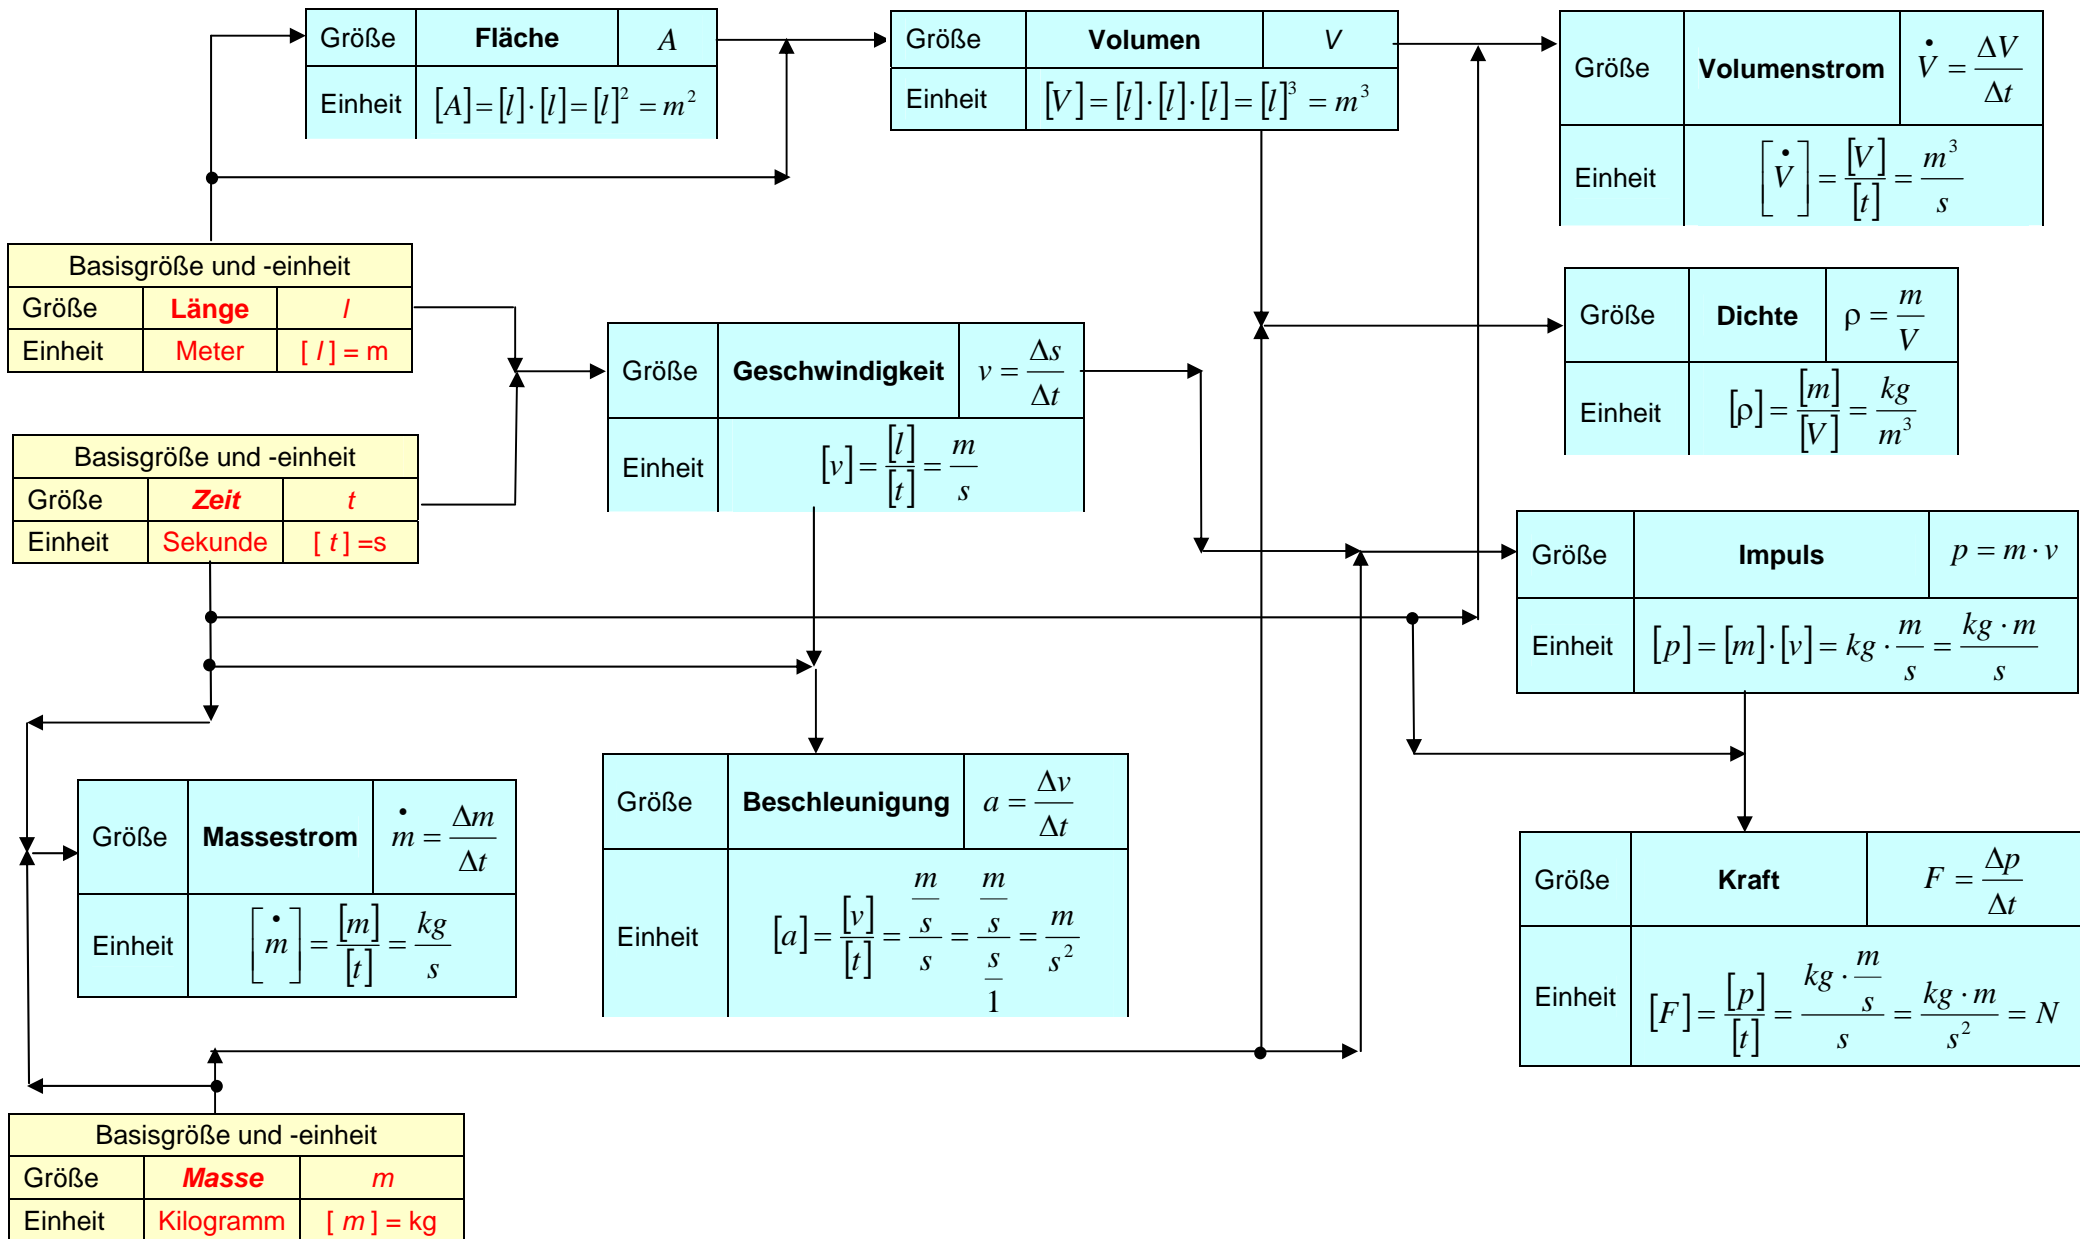 Größe Fläche A
Einheit [A]=[l]·[l]=[l]² = m²
Größe Volumen V
Einheit [V]=[l]·[l]·[l]=[l]³ = m³
Größe Volumenstrom V̇ = ΔV/Δt
Einheit [V̇] = [V]/[t] = m³/s
Basisgröße und -einheit
Größe Länge l
Einheit Meter [ l ] = m
Größe Geschwindigkeit v = Δs/Δt
Einheit [v] = [l]/[t] = m/s
Größe Dichte ρ = m/V
Einheit [ρ] = [m]/[V] = kg/m³
Basisgröße und -einheit
Größe Zeit t
Einheit Sekunde [ t ] =s
Größe Impuls p = m · v
Einheit [p] = [m]·[v] = kg · m/s = kg · m/s
Größe Massestrom ṁ = Δm/Δt
Einheit [ṁ] = [m]/[t] = kg/s
Größe Beschleunigung a = Δv/Δt
Einheit [a] = [v]/[t] = (m/s)/s = (m/s)/(s/1) = m/s²
Größe Kraft F = Δp/Δt
Einheit [F] = [p]/[t] = (kg · m/s)/s = kg · m/s² = N
Basisgröße und -einheit
Größe Masse m
Einheit Kilogramm [ m ] = kg